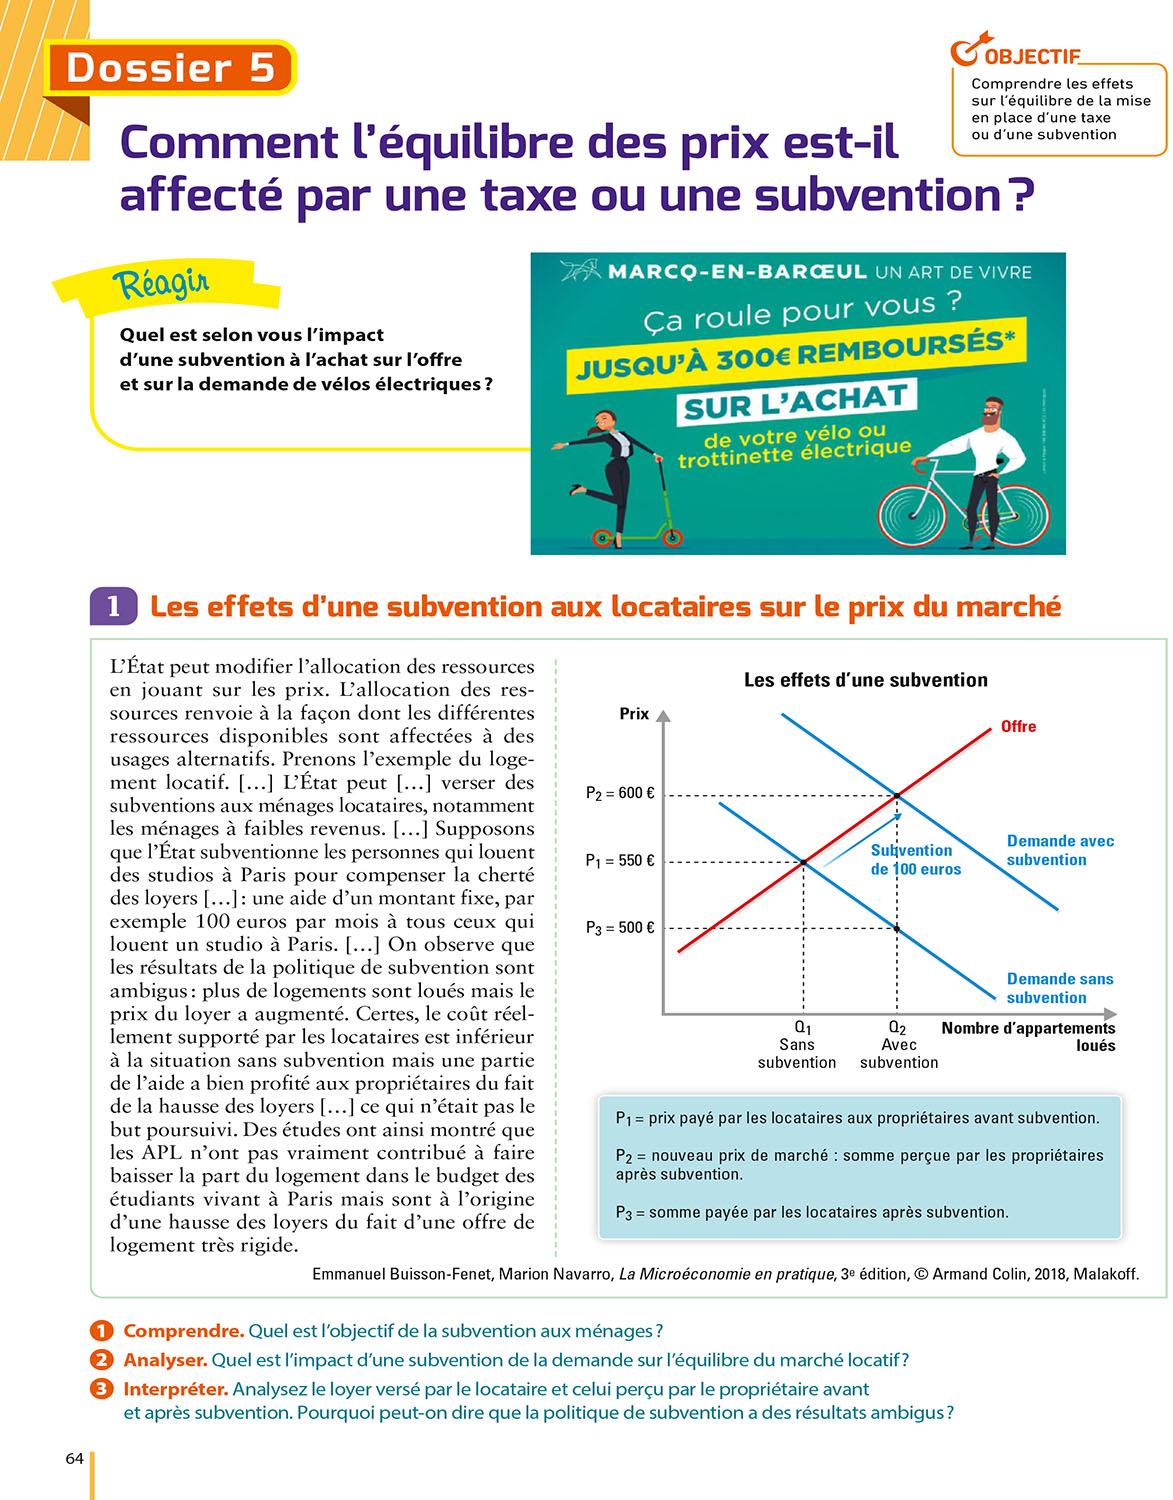 Dossier 5
OBJECTIF
Comprendre les effets
sur l'équilibre de la mise
en place d'une taxe
ou d'une subvention
Comment l'équilibre des prix est-il
affecté par une taxe ou une subvention ?
Réagir
Quel est selon vous l'impact
d'une subvention à l'achat sur l'offre
et sur la demande de vélos électriques ?
MARCQ-EN-BARŒUL UN ART DE VIVRE
Ça roule pour vous ?
JUSQU'À 300€ REMBOURSÉS*
SUR L'ACHAT
de votre vélo ou
trottinette électrique
1 Les effets d'une subvention aux locataires sur le prix du marché
L'État peut modifier l'allocation des ressources
en jouant sur les prix. L'allocation des res-
sources renvoie à la façon dont les différentes
ressources disponibles sont affectées à des
usages alternatifs. Prenons l'exemple du loge-
ment locatif. […] L'État peut […] verser des
subventions aux ménages locataires, notamment
les ménages à faibles revenus. […] Supposons
que l'État subventionne les personnes qui louent
des studios à Paris pour compenser la cherté
des loyers […] : une aide d'un montant fixe, par
exemple 100 euros par mois à tous ceux qui
louent un studio à Paris. […] On observe que
les résultats de la politique de subvention sont
ambigus : plus de logements sont loués mais le
prix du loyer a augmenté. Certes, le coût réel-
lement supporté par les locataires est inférieur
à la situation sans subvention mais une partie
de l'aide a bien profité aux propriétaires du fait
de la hausse des loyers […] ce qui n'était pas le
but poursuivi. Des études ont ainsi montré que
les APL n'ont pas vraiment contribué à faire
baisser la part du logement dans le budget des
étudiants vivant à Paris mais sont à l'origine
d'une hausse des loyers du fait d'une offre de
logement très rigide.
Les effets d'une subvention
Prix
Offre
P2 = 600 €
Demande avec
subvention
Subvention
de 100 euros
P1 = 550 €
P3 = 500 €
Demande sans
subvention
Q1
Sans
subvention
Q2
Avec
subvention
Nombre d'appartements
loués
P1 = prix payé par les locataires aux propriétaires avant subvention.
P2 = nouveau prix de marché : somme perçue par les propriétaires
après subvention.
P3 = somme payée par les locataires après subvention.
Emmanuel Buisson-Fenet, Marion Navarro, La Microéconomie en pratique, 3e édition, © Armand Colin, 2018, Malakoff.
1 Comprendre. Quel est l'objectif de la subvention aux ménages ?
2 Analyser. Quel est l'impact d'une subvention de la demande sur l'équilibre du marché locatif ?
3 Interpréter. Analysez le loyer versé par le locataire et celui perçu par le propriétaire avant
et après subvention. Pourquoi peut-on dire que la politique de subvention a des résultats ambigus ?
64